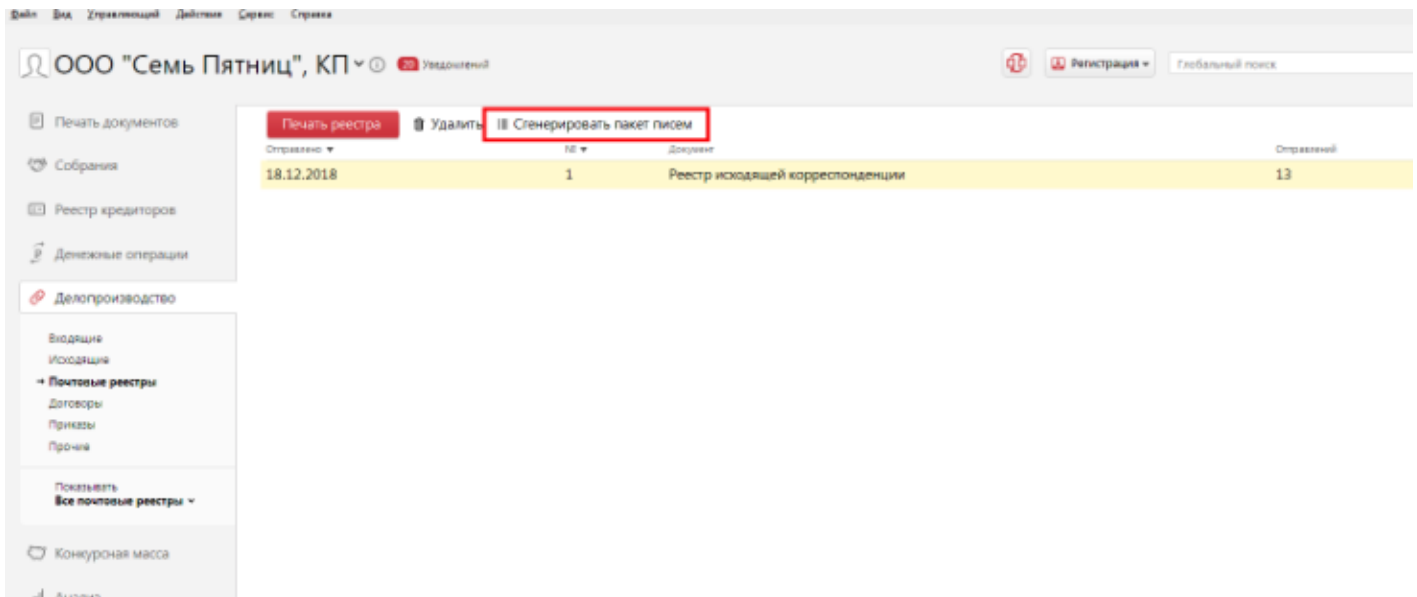 Файл Вид Управляющий Действия Сервис Справка
ООО "Семь Пятниц", КП 20 Уведомлений
Регистрация Глобальный поиск
Печать документов
Собрания
Реестр кредиторов
Денежные операции
Делопроизводство
Входящие
Исходящие
→ Почтовые реестры
Договоры
Приказы
Прочие
Показывать
Все почтовые реестры
Конкурсная масса
Анализ
Печать реестра Удалить Сгенерировать пакет писем
Отправлено № Документ Отправлений
18.12.2018 1 Реестр исходящей корреспонденции 13